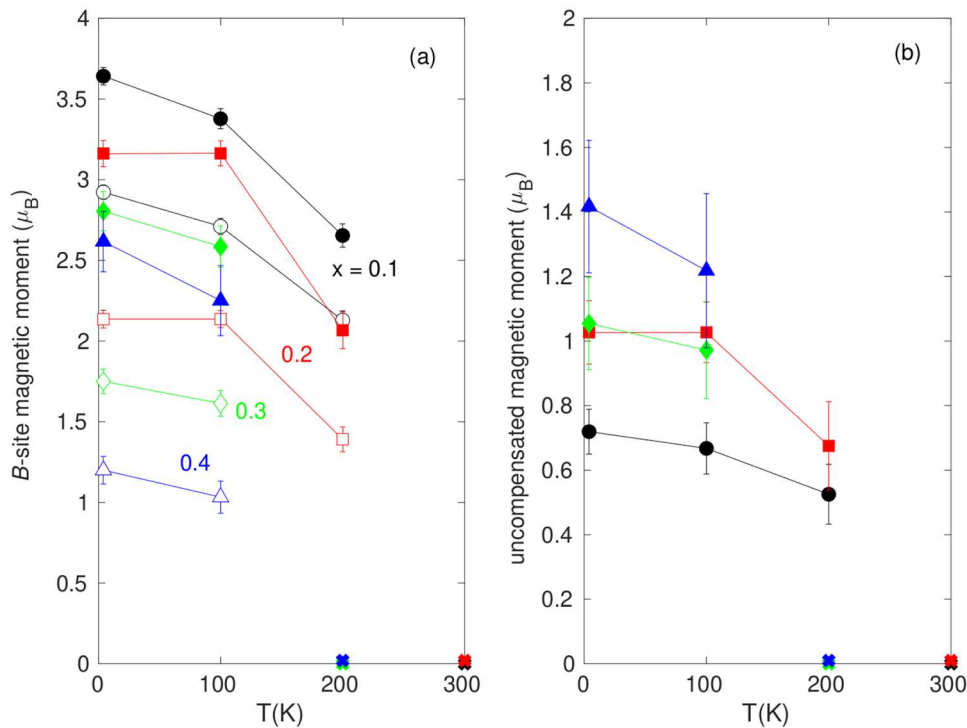 (a)
B-site magnetic moment (μB)
4
3.5
3
2.5
2
1.5
1
0.5
0
x = 0.1
0.2
0.3
0.4
0 100 200 300
T(K)
(b)
uncompensated magnetic moment (μB)
2
1.8
1.6
1.4
1.2
1
0.8
0.6
0.4
0.2
0
0 100 200 300
T(K)